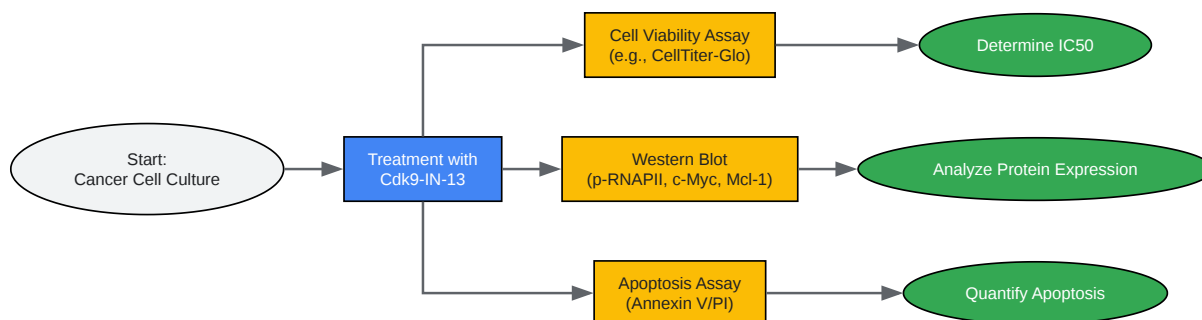 Start:
Cancer Cell Culture
Treatment with
Cdk9-IN-13
Cell Viability Assay
(e.g., CellTiter-Glo)
Determine IC50
Western Blot
(p-RNAPII, c-Myc, Mcl-1)
Analyze Protein Expression
Apoptosis Assay
(Annexin V/PI)
Quantify Apoptosis